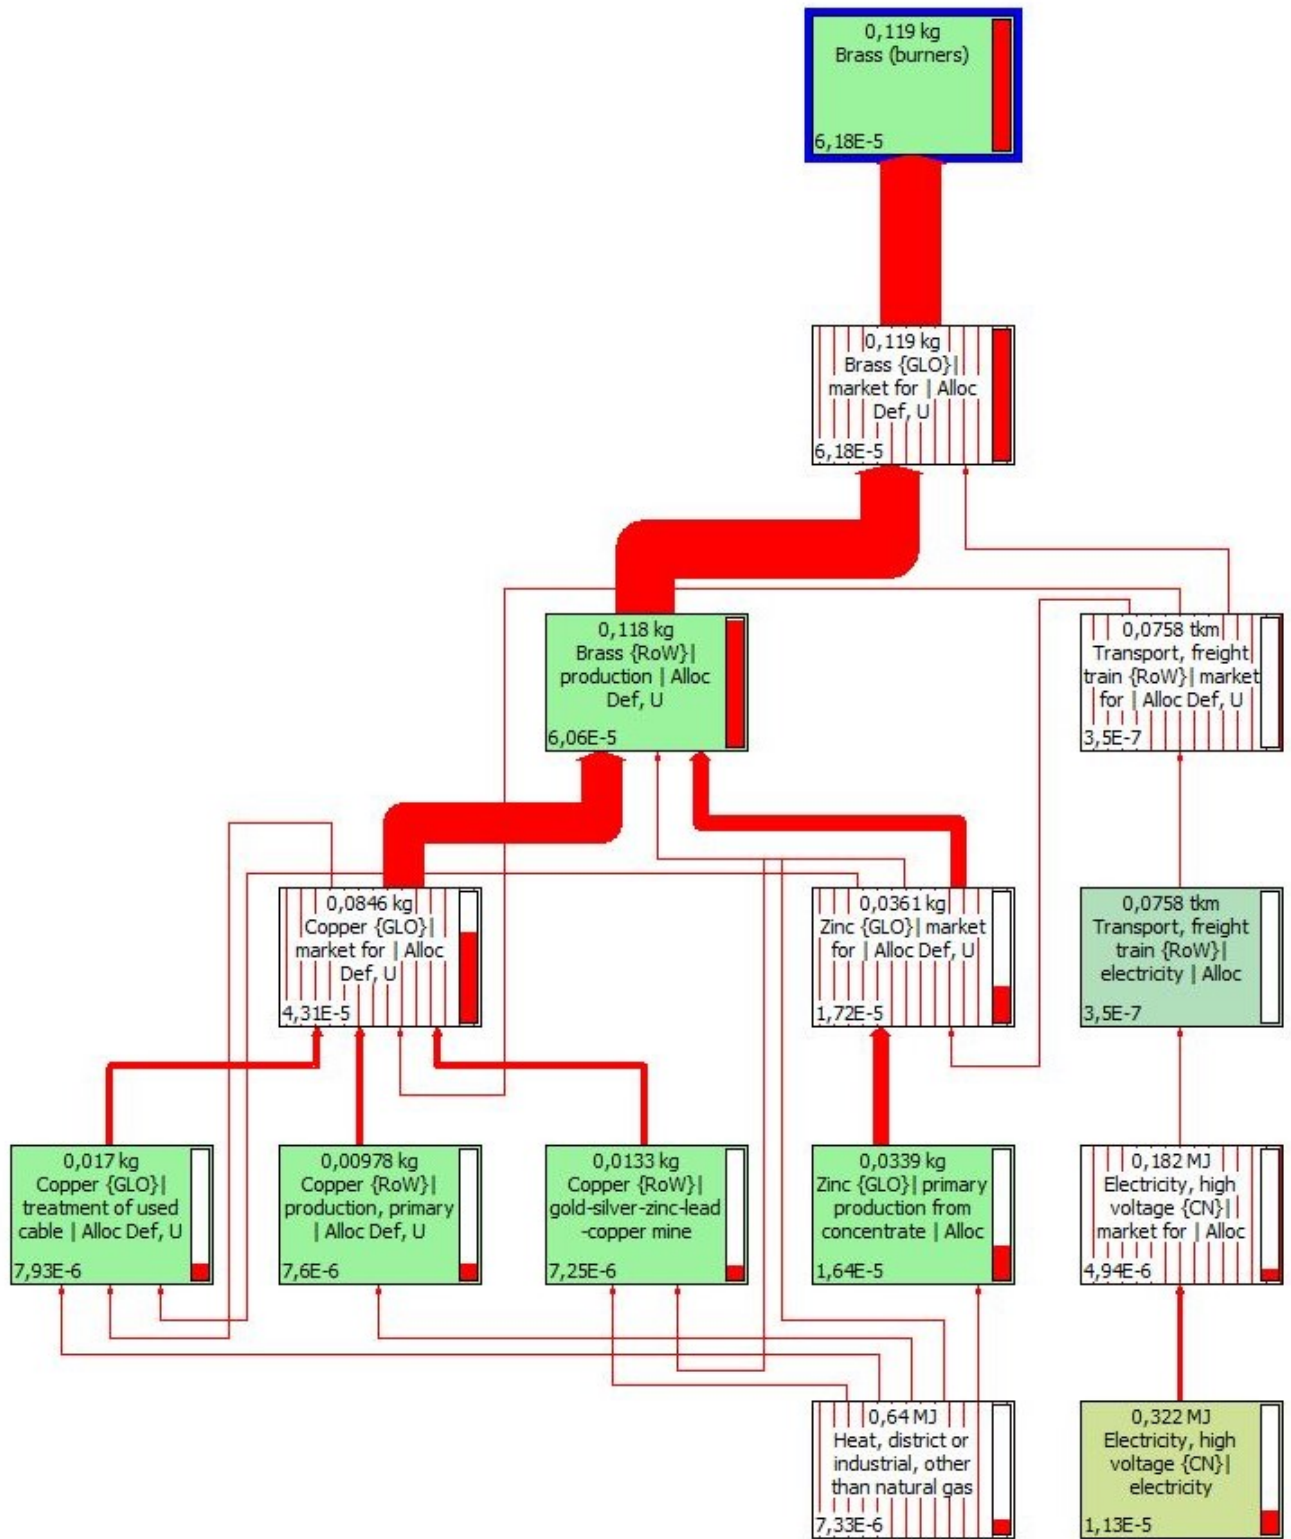 0,119 kg
Brass (burners)
6,18E-5
0,119 kg
Brass {GLO}|
market for | Alloc
Def, U
6,18E-5
0,118 kg
Brass {RoW}|
production | Alloc
Def, U
6,06E-5
0,0758 tkm
Transport, freight
train {RoW}| market
for | Alloc Def, U
3,5E-7
0,0846 kg
Copper {GLO}|
market for | Alloc
Def, U
4,31E-5
0,0361 kg
Zinc {GLO}| market
for | Alloc Def, U
1,72E-5
0,0758 tkm
Transport, freight
train {RoW}|
electricity | Alloc
3,5E-7
0,017 kg
Copper {GLO}|
treatment of used
cable | Alloc Def, U
7,93E-6
0,00978 kg
Copper {RoW}|
production, primary
| Alloc Def, U
7,6E-6
0,0133 kg
Copper {RoW}|
gold-silver-zinc-lead
-copper mine
7,25E-6
0,0339 kg
Zinc {GLO}| primary
production from
concentrate | Alloc
1,64E-5
0,182 MJ
Electricity, high
voltage {CN}|
market for | Alloc
4,94E-6
0,64 MJ
Heat, district or
industrial, other
than natural gas
7,33E-6
0,322 MJ
Electricity, high
voltage {CN}|
electricity
1,13E-5